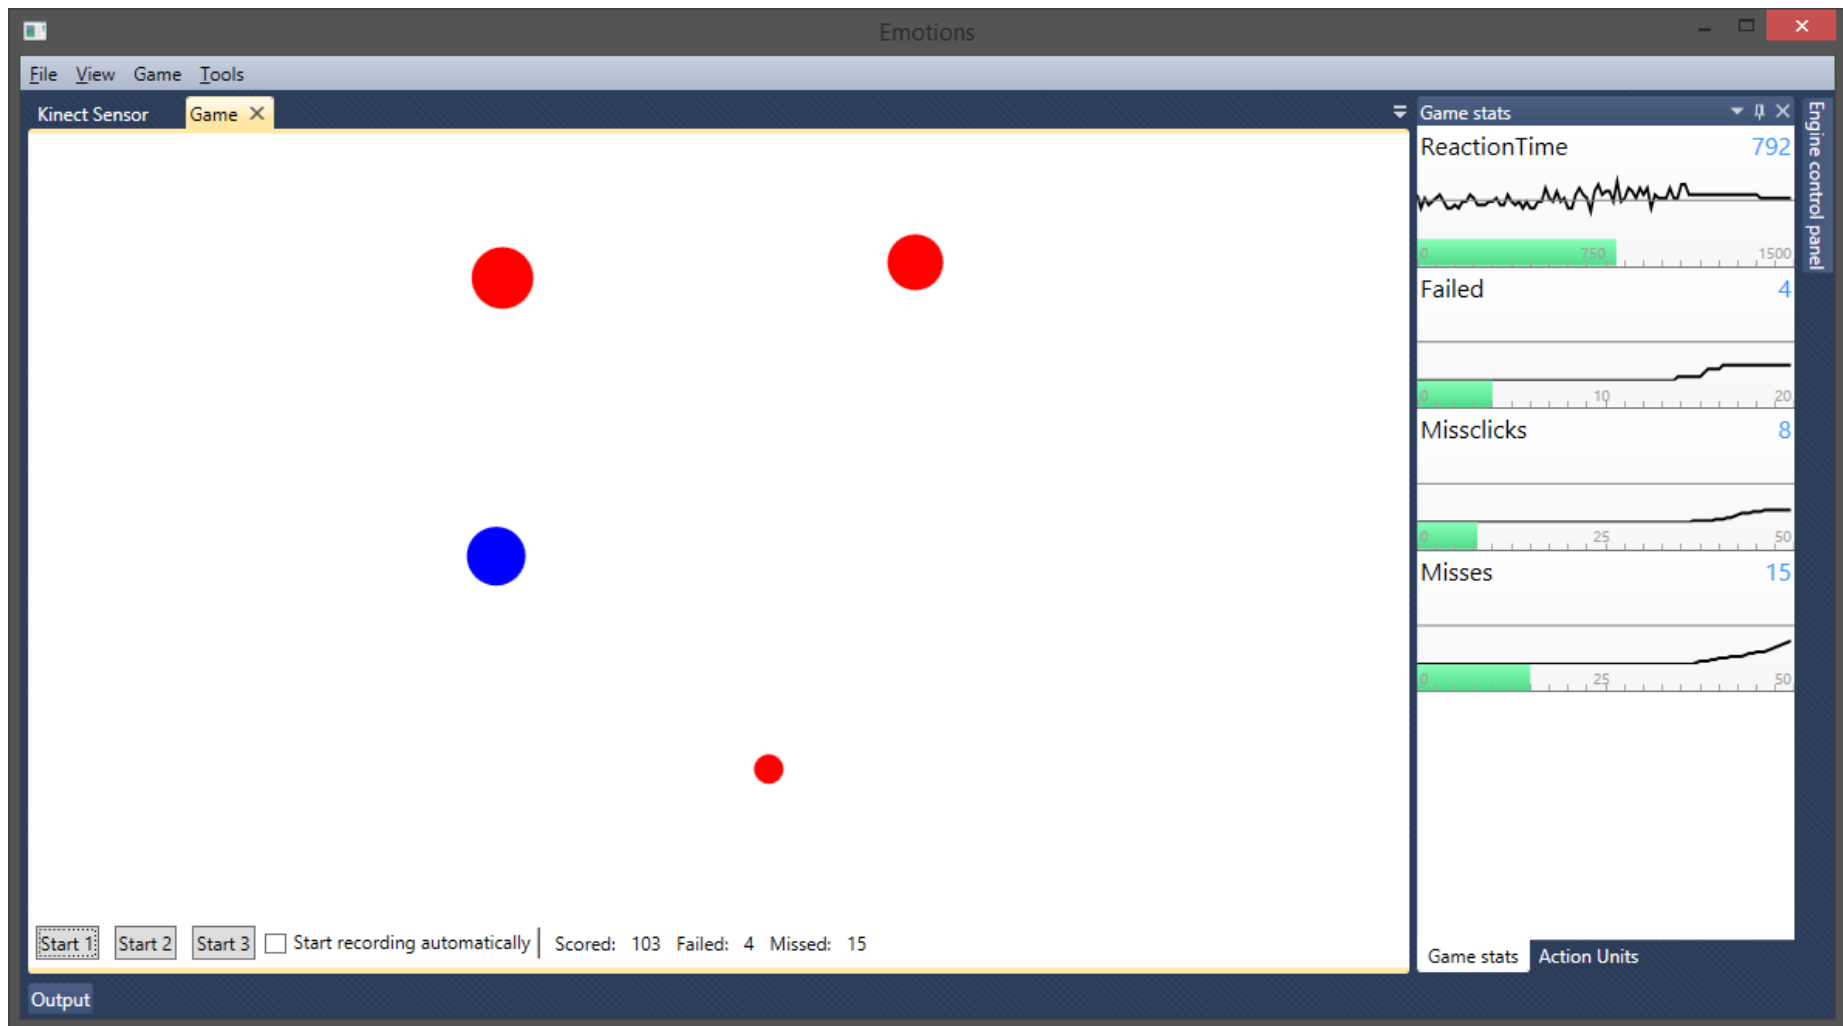 Emotions
File View Game Tools
Kinect Sensor Game
Game stats
Engine control panel
ReactionTime 792
0 750 1500
Failed 4
0 10 20
Missclicks 8
0 25 50
Misses 15
0 25 50
Start 1 Start 2 Start 3 Start recording automatically Scored: 103 Failed: 4 Missed: 15
Game stats Action Units
Output